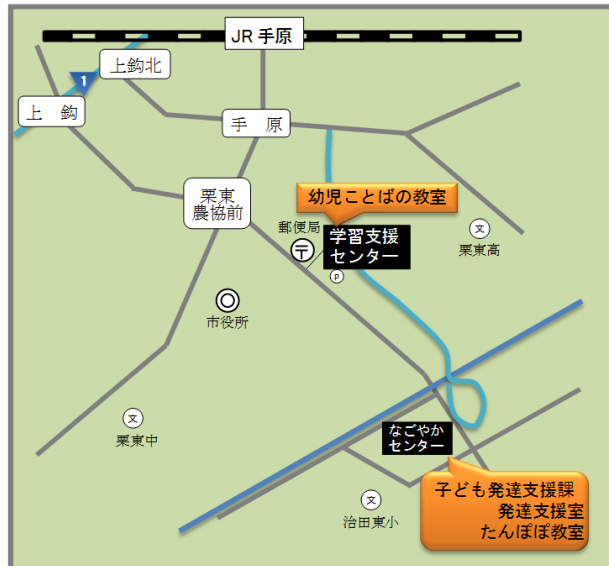 JR 手原
上鈎北
1
上　鈎
手　原
栗東
農協前
幼児ことばの教室
郵便局
〒
学習支援
センター
P
文
栗東高
市役所
文
栗東中
なごやか
センター
子ども発達支援課
発達支援室
たんぽぽ教室
文
治田東小